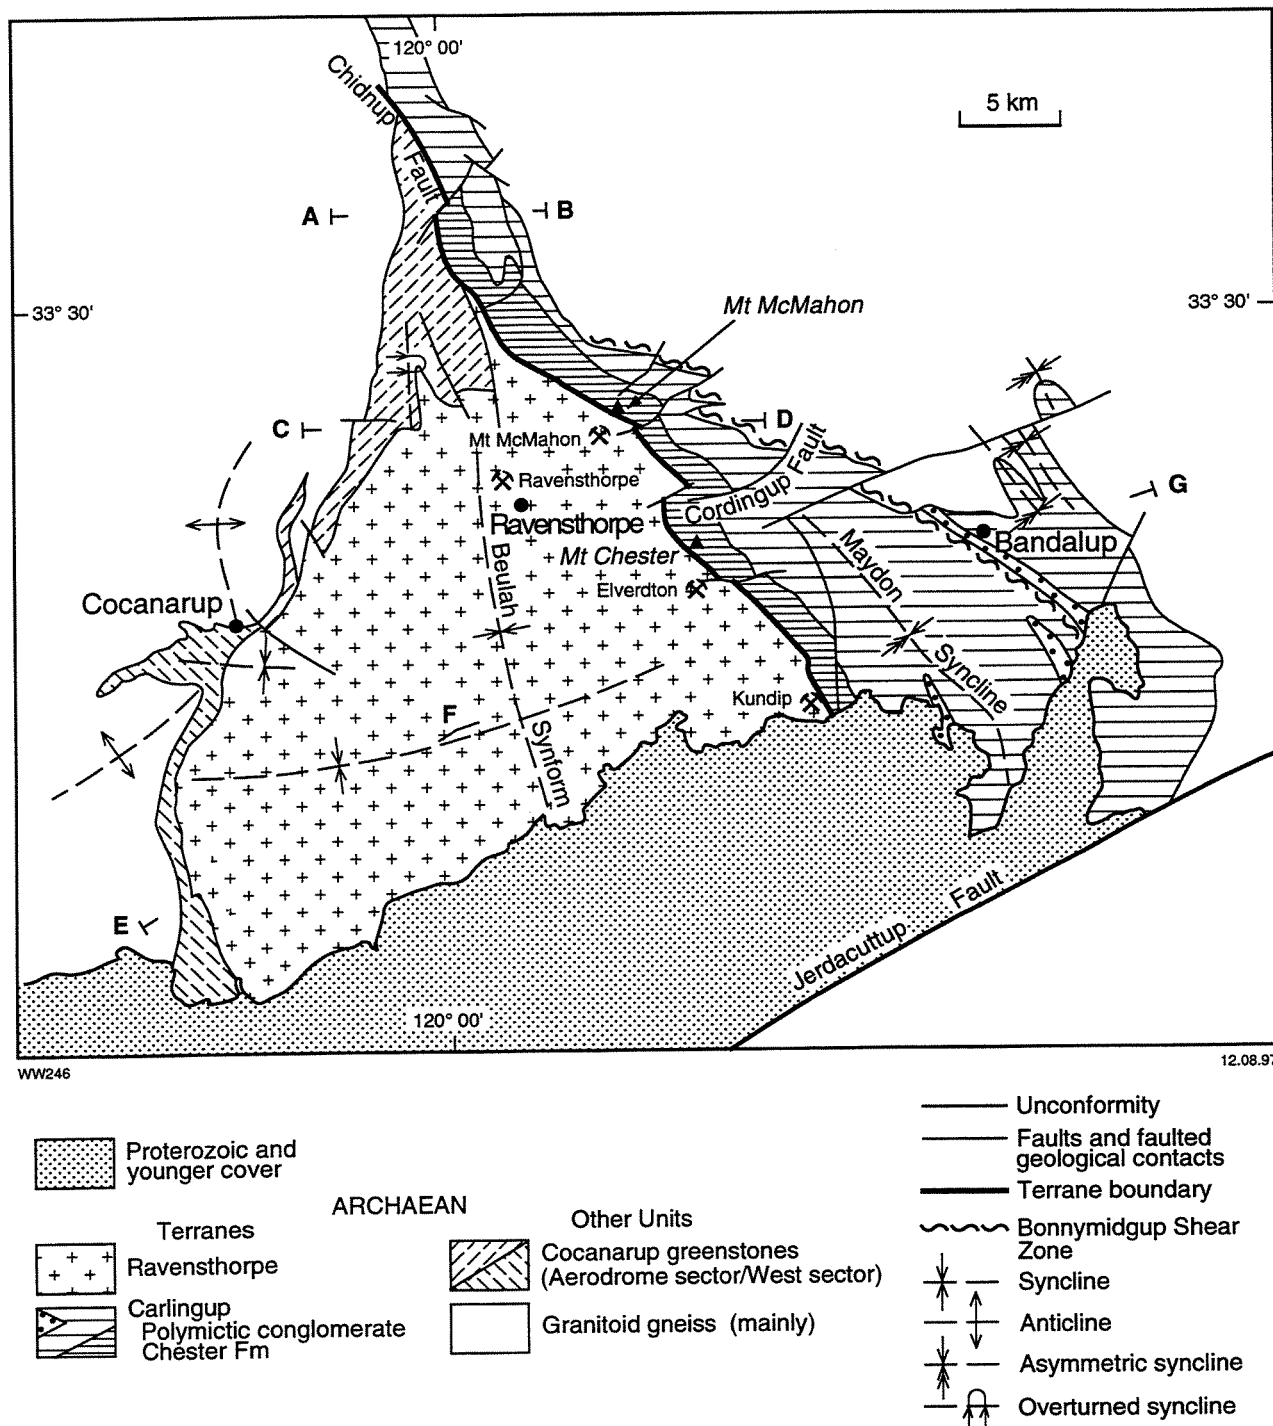 120° 00'
Chidnup
Fault
5 km
A
B
33° 30'
33° 30'
Mt McMahon
C
D
Mt McMahon
Ravensthorpe
Ravensthorpe
Cordingup Fault
G
Bandalup
Mt Chester
Beulah
Synform
Maydon
Syncline
Elverdton
Cocanarup
Kundip
F
E
Jerdacuttup
Fault
120° 00'
WW246
12.08.97
Proterozoic and
younger cover
ARCHAEAN
Terranes
Ravensthorpe
Carlingup
Polymictic conglomerate
Chester Fm
Other Units
Cocanarup greenstones
(Aerodrome sector/West sector)
Granitoid gneiss (mainly)
Unconformity
Faults and faulted
geological contacts
Terrane boundary
Bonnymidgup Shear
Zone
Syncline
Anticline
Asymmetric syncline
Overturned syncline